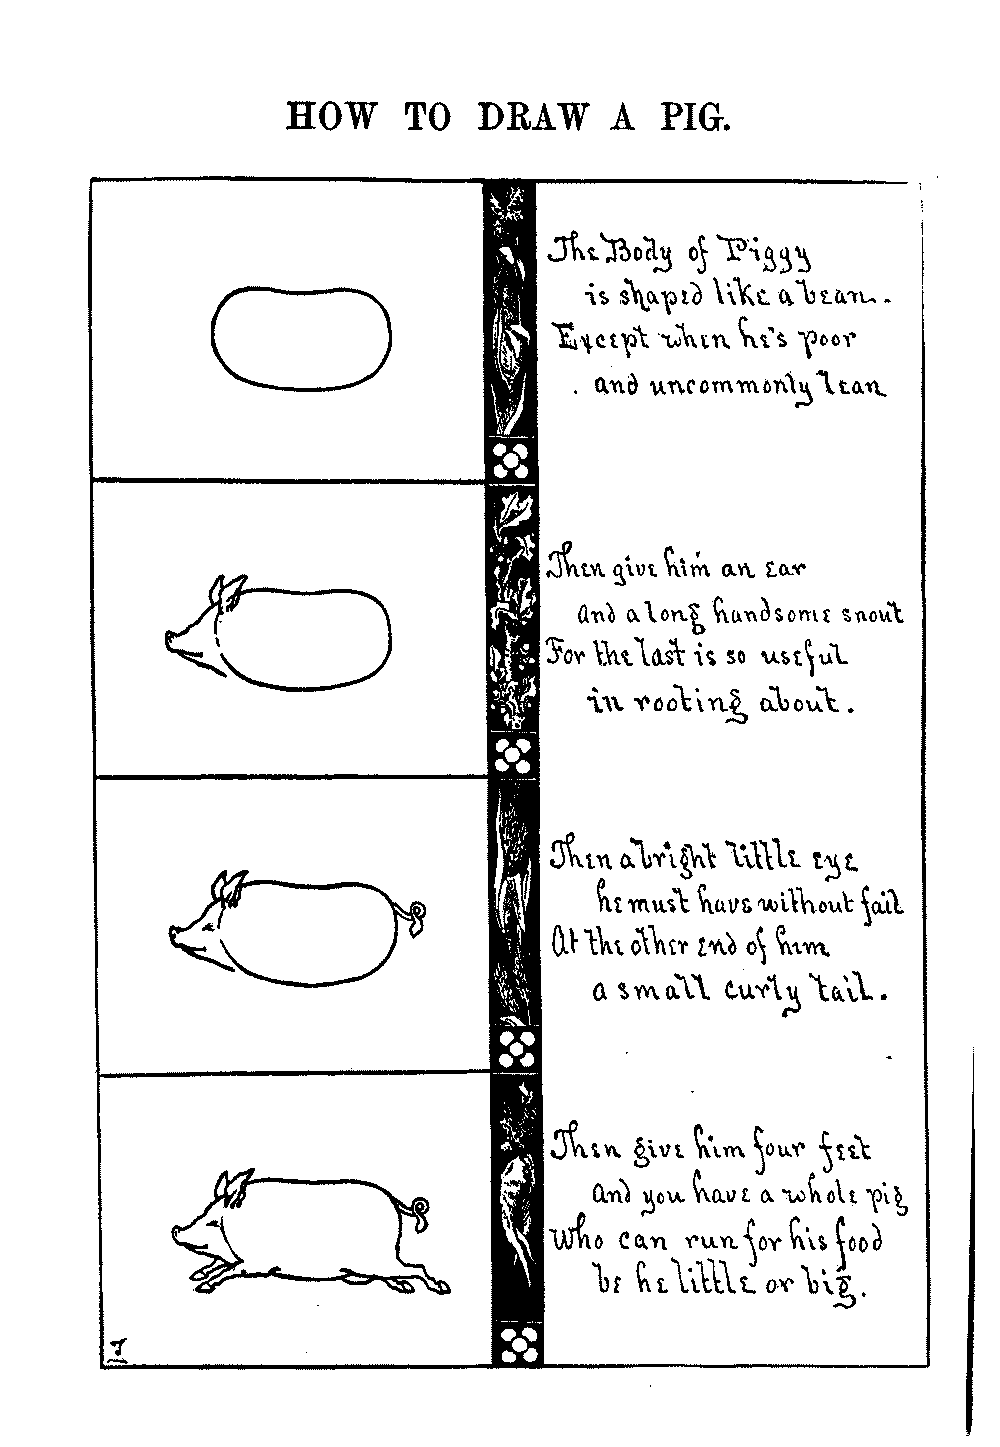 HOW TO DRAW A PIG.
The Body of Piggy
is shaped like a bean.
Except when he's poor
and uncommonly lean
Then give him an ear
and a long handsome snout
For the last is so useful
in rooting about.
Then a bright little eye
he must have without fail
At the other end of him
a small curly tail.
Then give him four feet
and you have a whole pig
Who can run for his food
be he little or big.